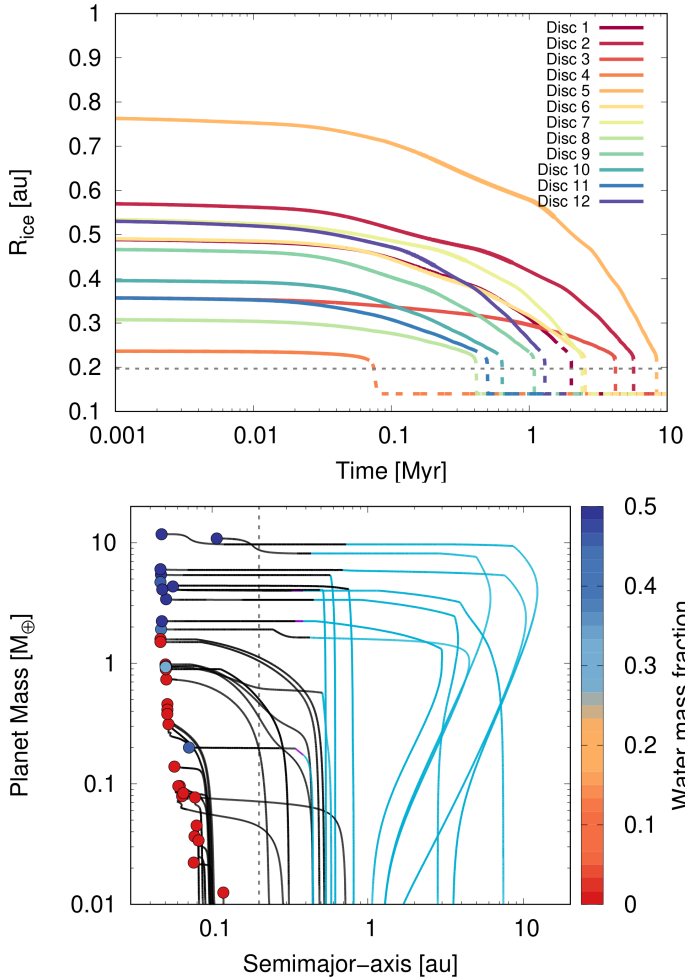 1
0.9
0.8
0.7
0.6
0.5
0.4
0.3
0.2
0.1
R_ice [au]
0.001
0.01
0.1
1
10
Time [Myr]
Disc 1
Disc 2
Disc 3
Disc 4
Disc 5
Disc 6
Disc 7
Disc 8
Disc 9
Disc 10
Disc 11
Disc 12
10
1
0.1
0.01
Planet Mass [M⊕]
0.1
1
10
Semimajor−axis [au]
0.5
0.4
0.3
0.2
0.1
0
Water mass fraction